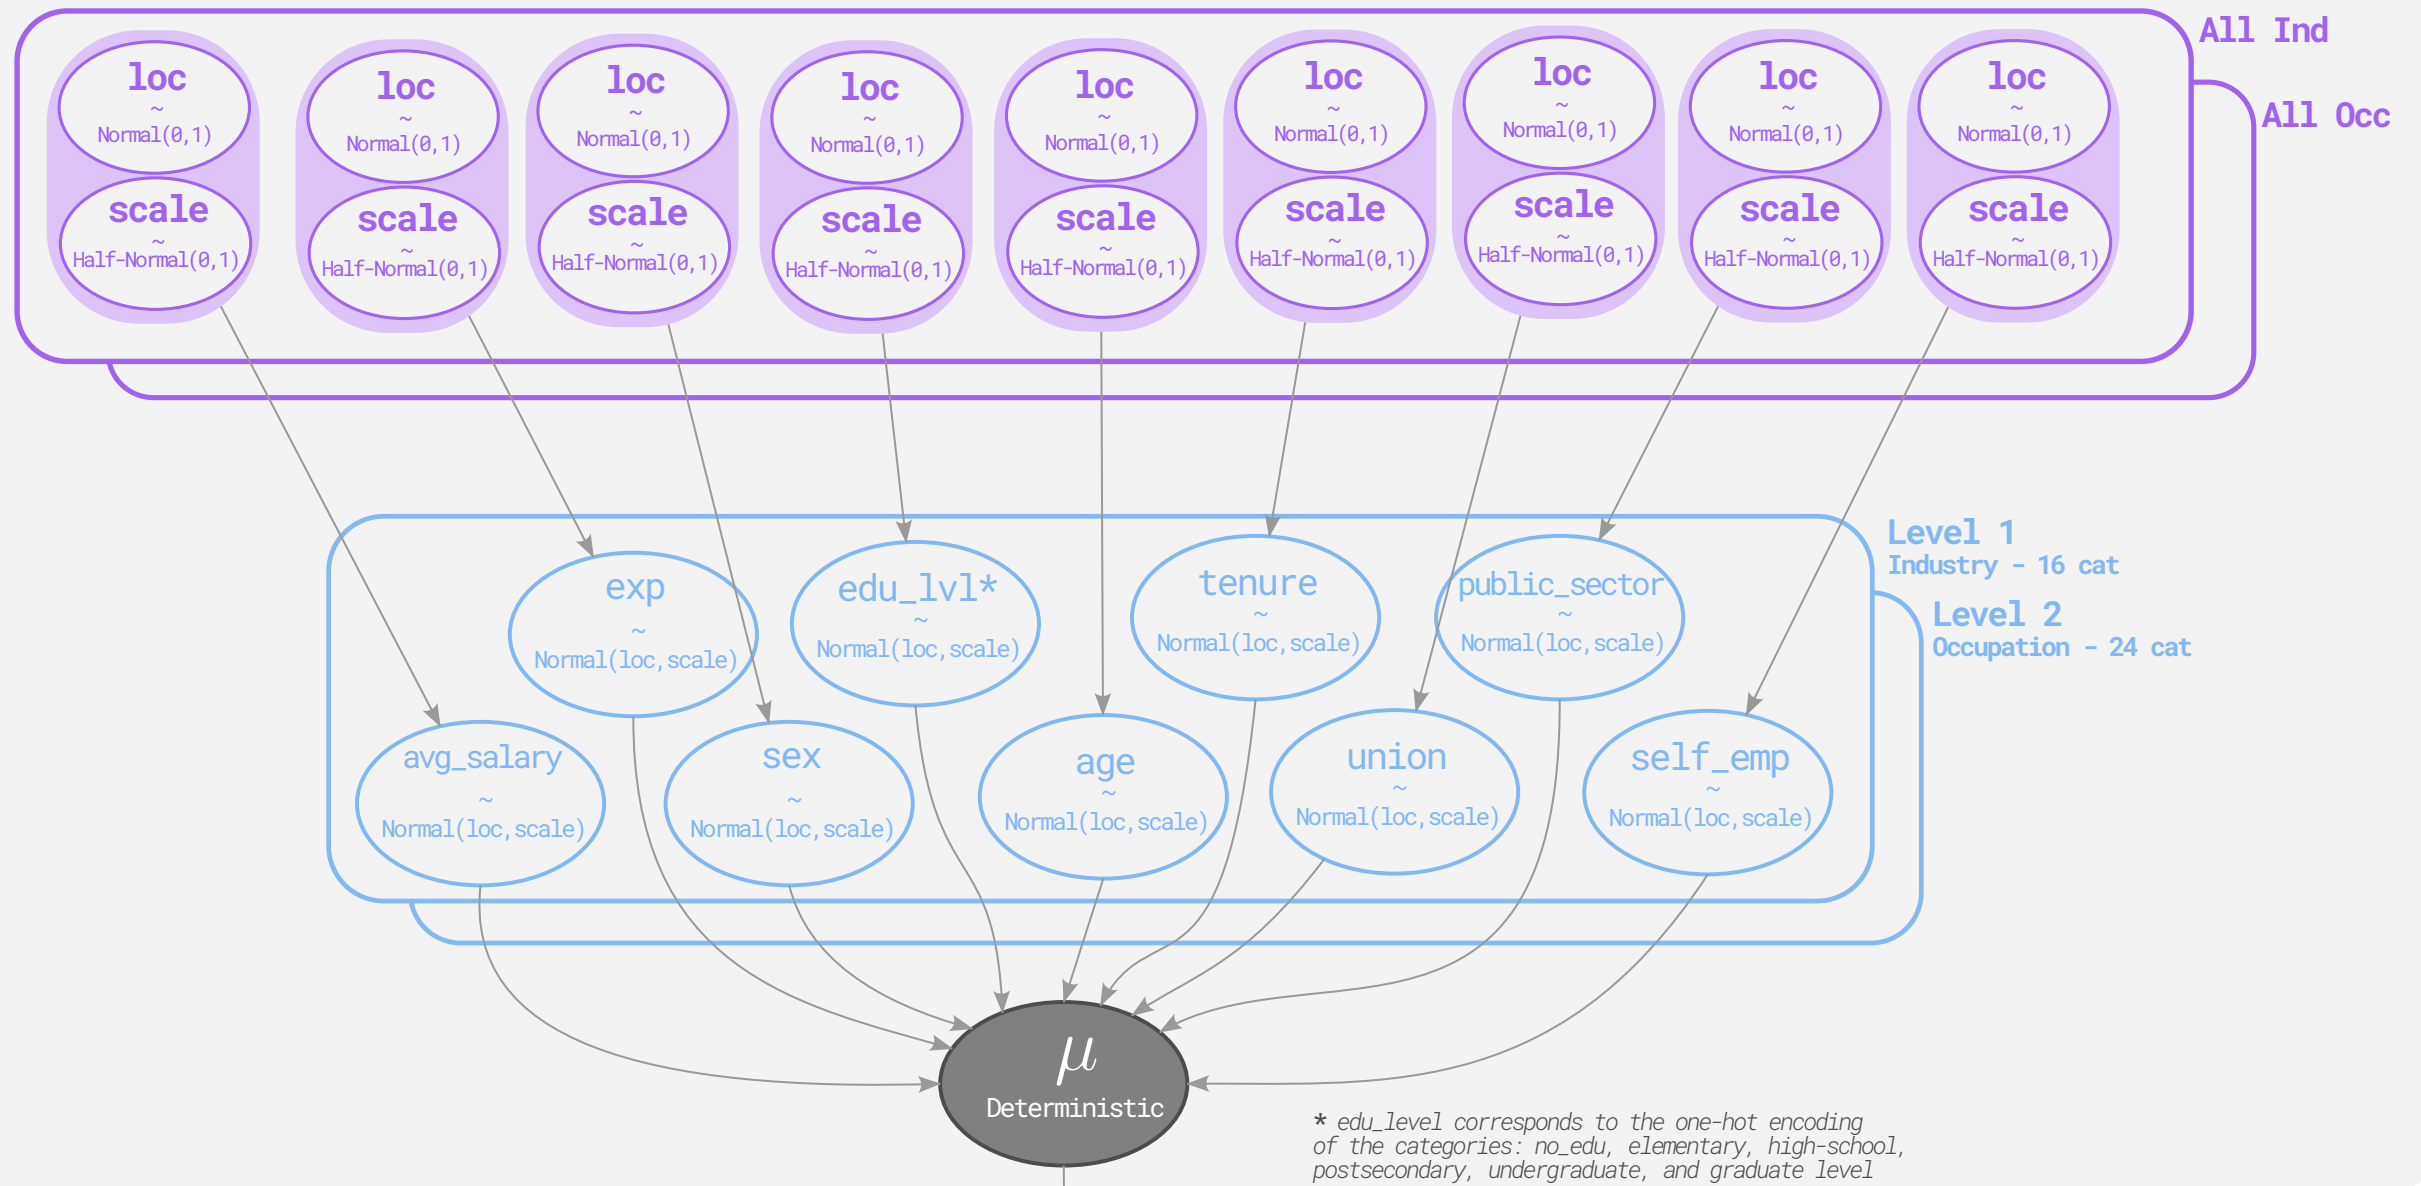 All Ind
All Occ
loc
~
Normal(0,1)
scale
~
Half-Normal(0,1)
loc
~
Normal(0,1)
scale
~
Half-Normal(0,1)
loc
~
Normal(0,1)
scale
~
Half-Normal(0,1)
loc
~
Normal(0,1)
scale
~
Half-Normal(0,1)
loc
~
Normal(0,1)
scale
~
Half-Normal(0,1)
loc
~
Normal(0,1)
scale
~
Half-Normal(0,1)
loc
~
Normal(0,1)
scale
~
Half-Normal(0,1)
loc
~
Normal(0,1)
scale
~
Half-Normal(0,1)
loc
~
Normal(0,1)
scale
~
Half-Normal(0,1)
Level 1
Industry - 16 cat
Level 2
Occupation - 24 cat
exp
~
Normal(loc,scale)
edu_lvl*
~
Normal(loc,scale)
tenure
~
Normal(loc,scale)
public_sector
~
Normal(loc,scale)
avg_salary
~
Normal(loc,scale)
sex
~
Normal(loc,scale)
age
~
Normal(loc,scale)
union
~
Normal(loc,scale)
self_emp
~
Normal(loc,scale)
μ
Deterministic
* edu_level corresponds to the one-hot encoding
of the categories: no_edu, elementary, high-school,
postsecondary, undergraduate, and graduate level